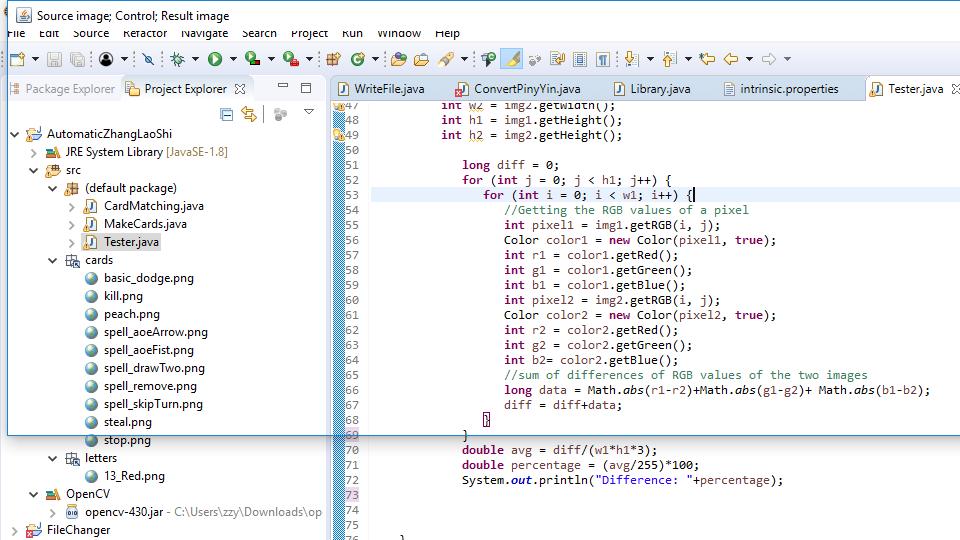 Source image; Control; Result image
File Edit Source Refactor Navigate Search Project Run Window Help
Package Explorer Project Explorer
WriteFile.java ConvertPinyYin.java Library.java intrinsic.properties Tester.java
AutomaticZhangLaoShi
JRE System Library [JavaSE-1.8]
src
(default package)
CardMatching.java
MakeCards.java
Tester.java
cards
basic_dodge.png
kill.png
peach.png
spell_aoeArrow.png
spell_aoeFist.png
spell_drawTwo.png
spell_remove.png
spell_skipTurn.png
steal.png
stop.png
letters
13_Red.png
OpenCV
opencv-430.jar - C:\Users\zzy\Downloads\op
FileChanger
47 int w2 = img2.getWidth();
48 int h1 = img1.getHeight();
49 int h2 = img2.getHeight();
50
51 long diff = 0;
52 for (int j = 0; j < h1; j++) {
53 for (int i = 0; i < w1; i++) {
54 //Getting the RGB values of a pixel
55 int pixel1 = img1.getRGB(i, j);
56 Color color1 = new Color(pixel1, true);
57 int r1 = color1.getRed();
58 int g1 = color1.getGreen();
59 int b1 = color1.getBlue();
60 int pixel2 = img2.getRGB(i, j);
61 Color color2 = new Color(pixel2, true);
62 int r2 = color2.getRed();
63 int g2 = color2.getGreen();
64 int b2= color2.getBlue();
65 //sum of differences of RGB values of the two images
66 long data = Math.abs(r1-r2)+Math.abs(g1-g2)+ Math.abs(b1-b2);
67 diff = diff+data;
68 }
69 }
70 double avg = diff/(w1*h1*3);
71 double percentage = (avg/255)*100;
72 System.out.println("Difference: "+percentage);
73
74
75
76 }